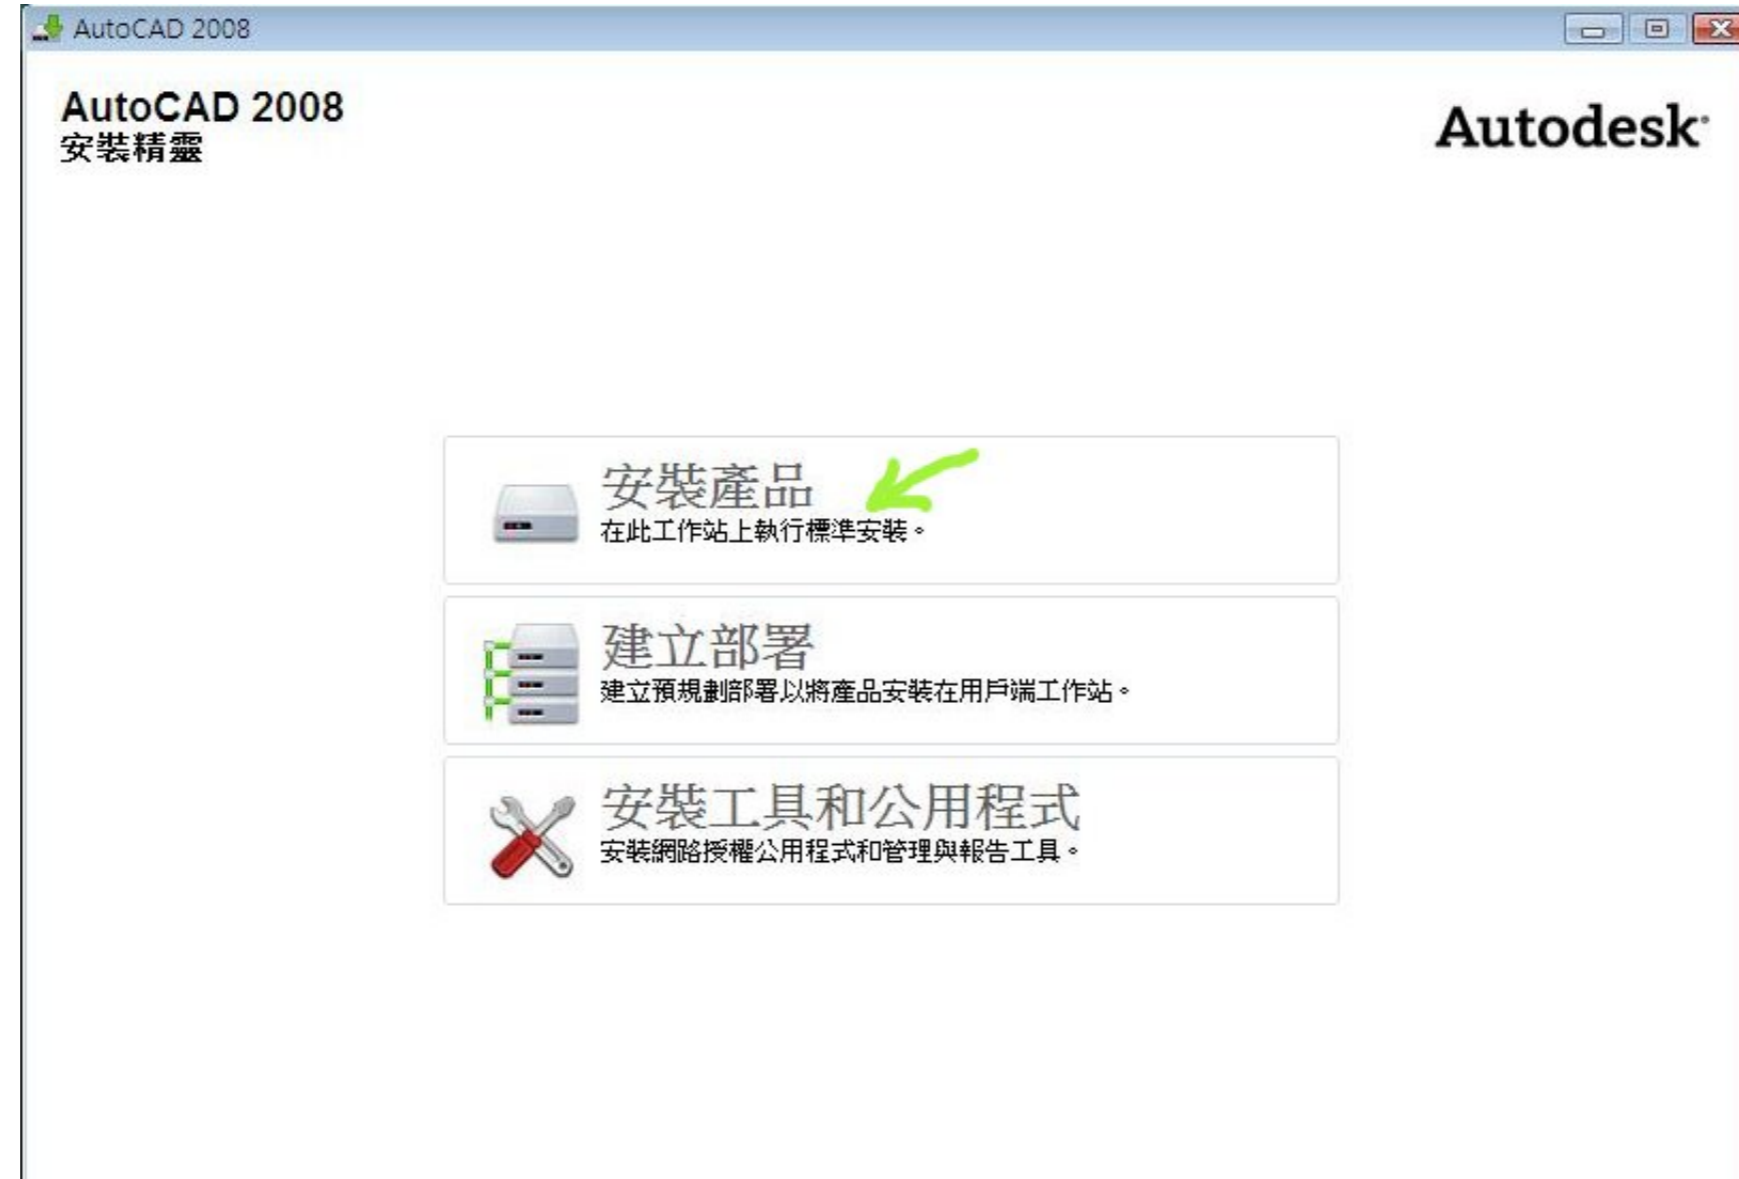 AutoCAD 2008
AutoCAD 2008
安裝精靈
Autodesk
安裝產品
在此工作站上執行標準安裝。
建立部署
建立預規劃部署以將產品安裝在用戶端工作站。
安裝工具和公用程式
安裝網路授權公用程式和管理與報告工具。